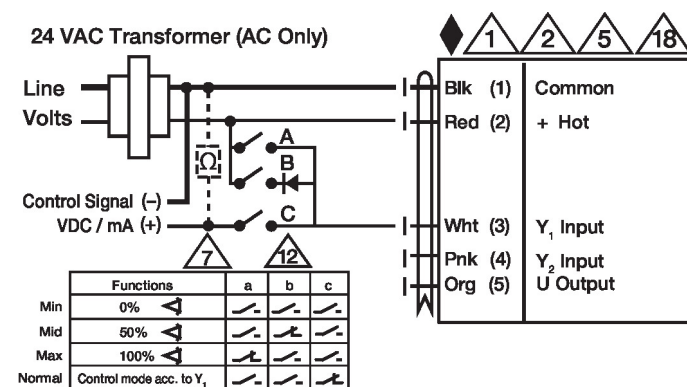 24 VAC Transformer (AC Only)
1 2 5 18
Line
Volts
Blk (1) Common
Red (2) + Hot
A
B
C
Ω
Control Signal (–)
VDC / mA (+)
Wht (3) Y1 Input
Pnk (4) Y2 Input
Org (5) U Output
7 12
Functions a b c
Min 0%
Mid 50%
Max 100%
Normal Control mode acc. to Y1